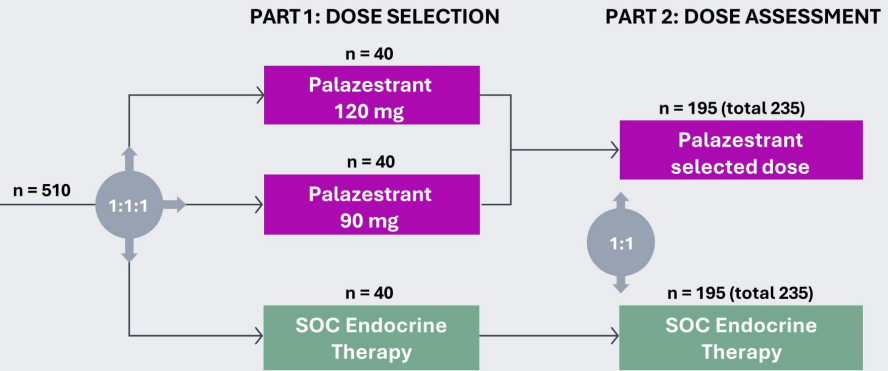 PART 1: DOSE SELECTION
PART 2: DOSE ASSESSMENT
n = 40
Palazestrant
120 mg
n = 195 (total 235)
Palazestrant
selected dose
n = 40
Palazestrant
90 mg
n = 510
1:1:1
1:1
n = 40
SOC Endocrine
Therapy
n = 195 (total 235)
SOC Endocrine
Therapy